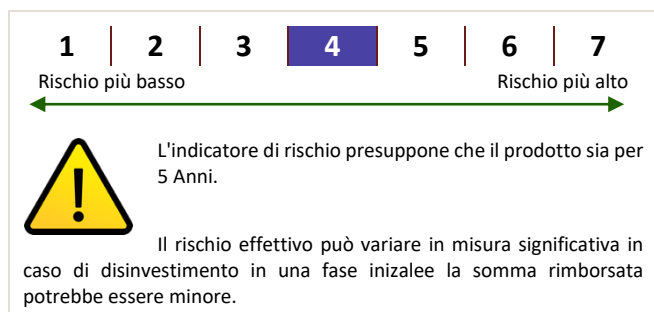 1 2 3 4 5 6 7
Rischio più basso Rischio più alto
!
L'indicatore di rischio presuppone che il prodotto sia per
5 Anni.
Il rischio effettivo può variare in misura significativa in
caso di disinvestimento in una fase inizalee la somma rimborsata
potrebbe essere minore.